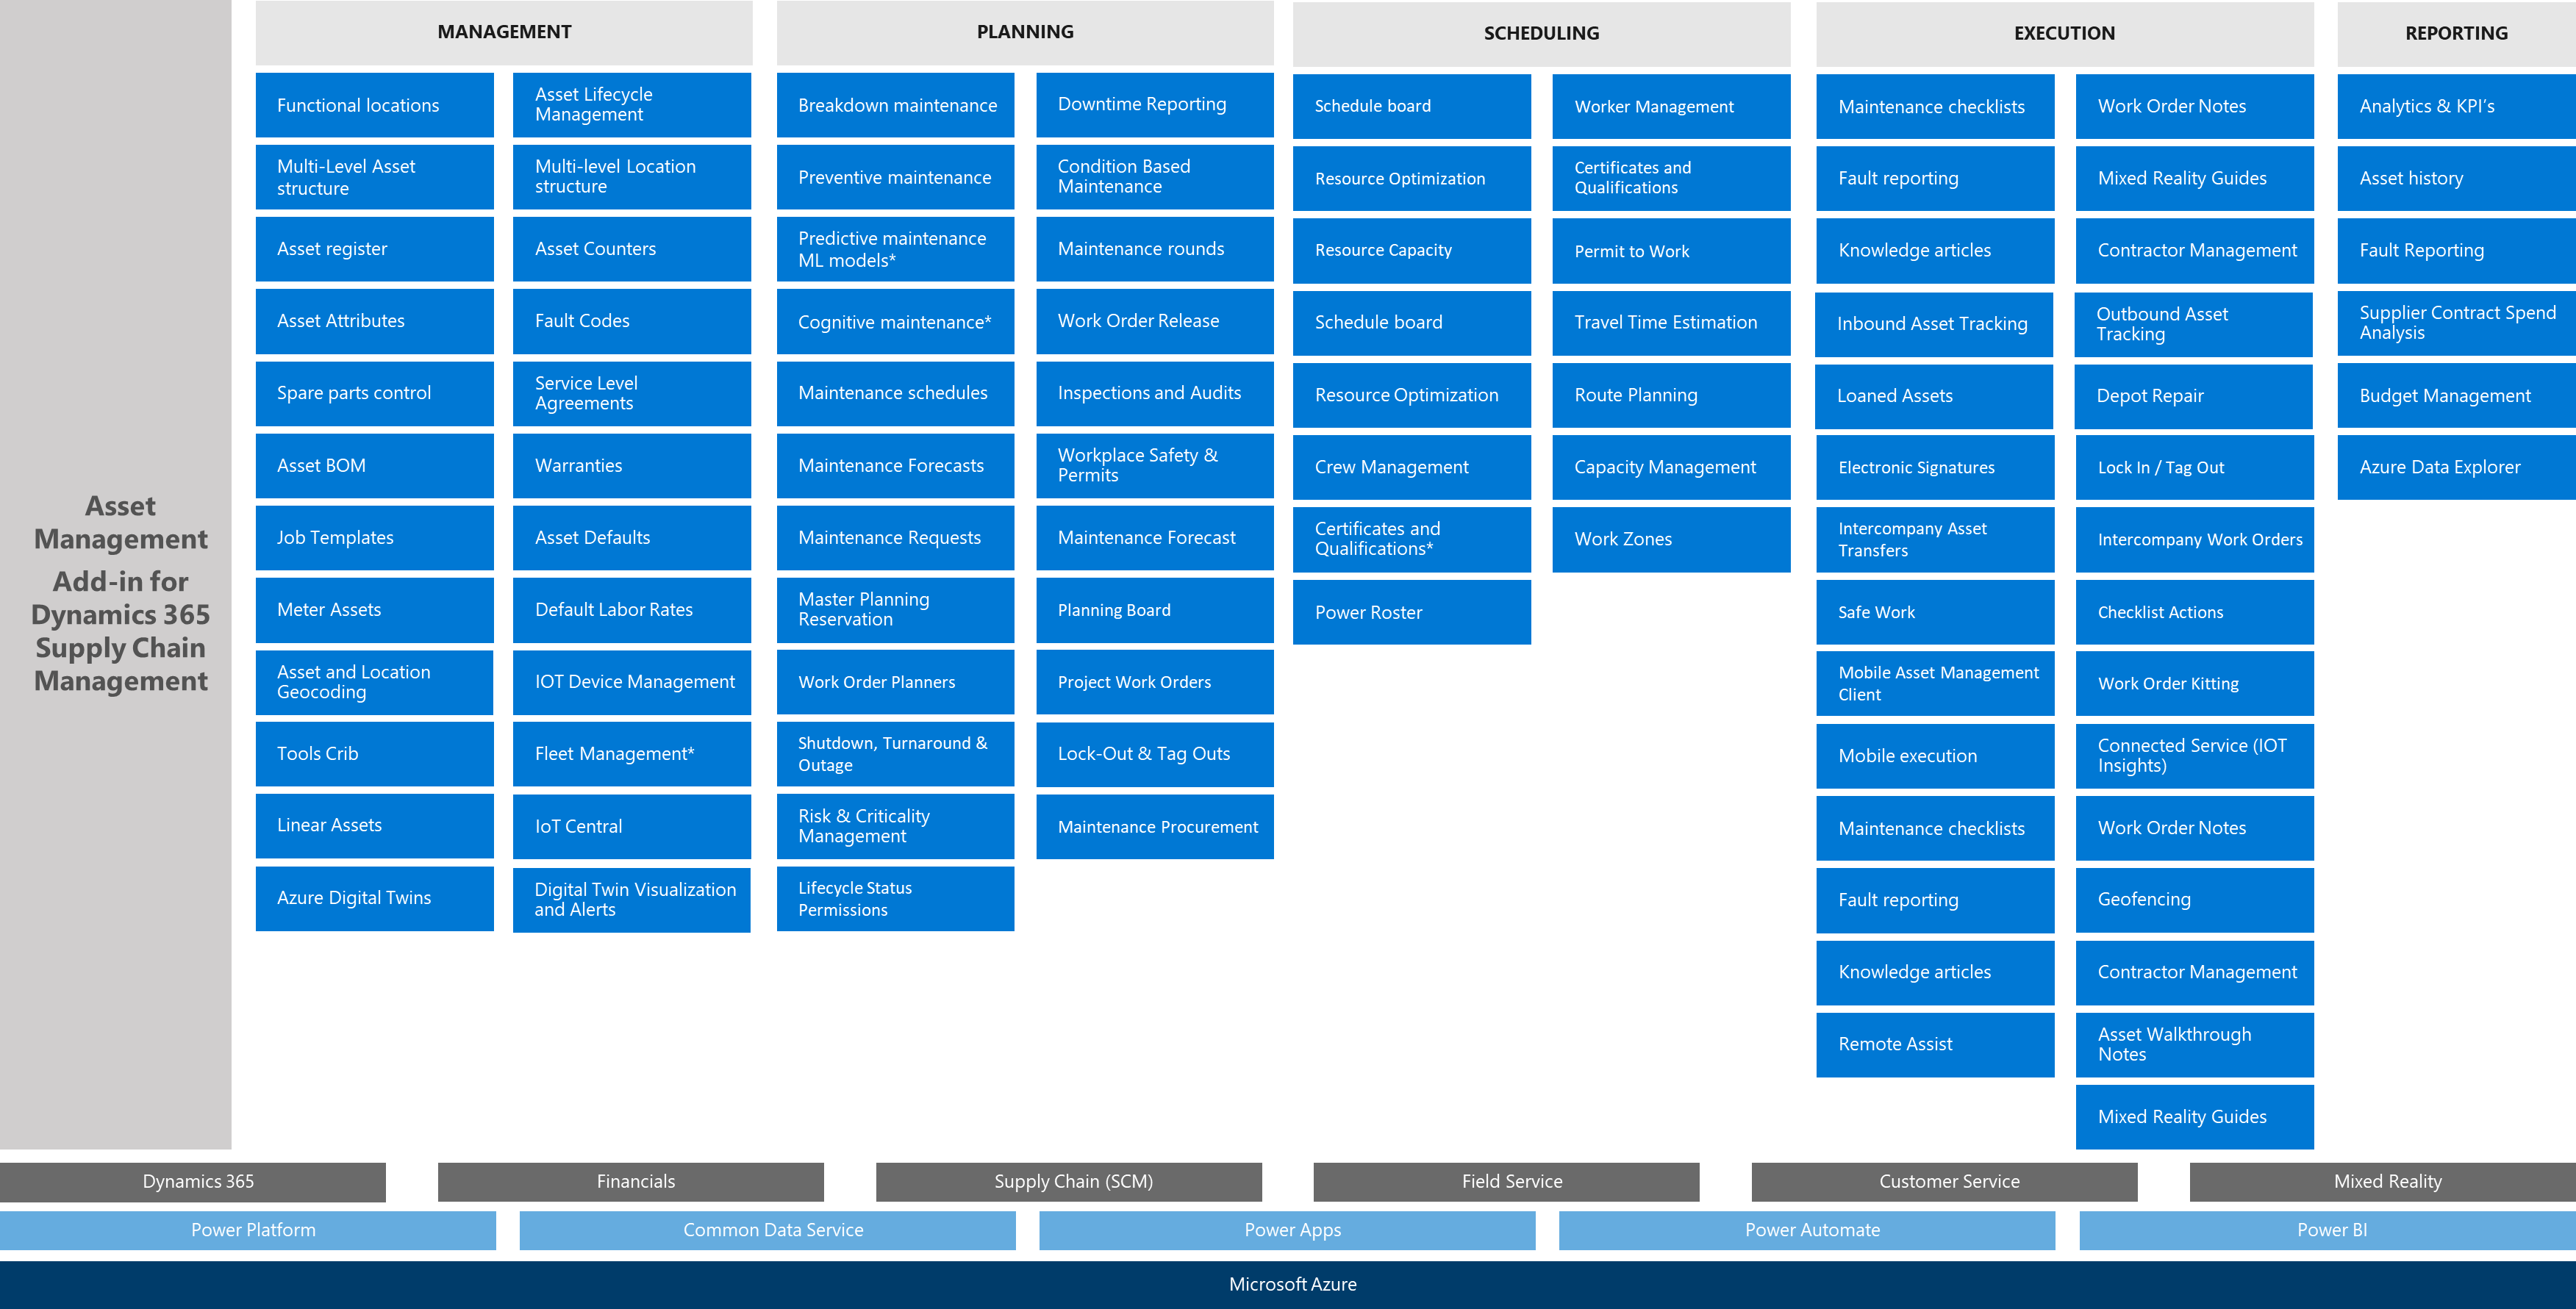 Asset
Management
Add-in for
Dynamics 365
Supply Chain
Management
MANAGEMENT
Functional locations
Multi-Level Asset
structure
Asset register
Asset Attributes
Spare parts control
Asset BOM
Job Templates
Meter Assets
Asset and Location
Geocoding
Tools Crib
Linear Assets
Azure Digital Twins
Asset Lifecycle
Management
Multi-level Location
structure
Asset Counters
Fault Codes
Service Level
Agreements
Warranties
Asset Defaults
Default Labor Rates
IOT Device Management
Fleet Management*
IoT Central
Digital Twin Visualization
and Alerts
PLANNING
Breakdown maintenance
Preventive maintenance
Predictive maintenance
ML models*
Cognitive maintenance*
Maintenance schedules
Maintenance Forecasts
Maintenance Requests
Master Planning
Reservation
Work Order Planners
Shutdown, Turnaround &
Outage
Risk & Criticality
Management
Lifecycle Status
Permissions
Downtime Reporting
Condition Based
Maintenance
Maintenance rounds
Work Order Release
Inspections and Audits
Workplace Safety &
Permits
Maintenance Forecast
Planning Board
Project Work Orders
Lock-Out & Tag Outs
Maintenance Procurement
SCHEDULING
Schedule board
Resource Optimization
Resource Capacity
Schedule board
Resource Optimization
Crew Management
Certificates and
Qualifications*
Power Roster
Worker Management
Certificates and
Qualifications
Permit to Work
Travel Time Estimation
Route Planning
Capacity Management
Work Zones
EXECUTION
Maintenance checklists
Fault reporting
Knowledge articles
Inbound Asset Tracking
Loaned Assets
Electronic Signatures
Intercompany Asset
Transfers
Safe Work
Mobile Asset Management
Client
Mobile execution
Maintenance checklists
Fault reporting
Knowledge articles
Remote Assist
Work Order Notes
Mixed Reality Guides
Contractor Management
Outbound Asset
Tracking
Depot Repair
Lock In / Tag Out
Intercompany Work Orders
Checklist Actions
Work Order Kitting
Connected Service (IOT
Insights)
Work Order Notes
Geofencing
Contractor Management
Asset Walkthrough
Notes
Mixed Reality Guides
REPORTING
Analytics & KPI’s
Asset history
Fault Reporting
Supplier Contract Spend
Analysis
Budget Management
Azure Data Explorer
Dynamics 365
Financials
Supply Chain (SCM)
Field Service
Customer Service
Mixed Reality
Power Platform
Common Data Service
Power Apps
Power Automate
Power BI
Microsoft Azure